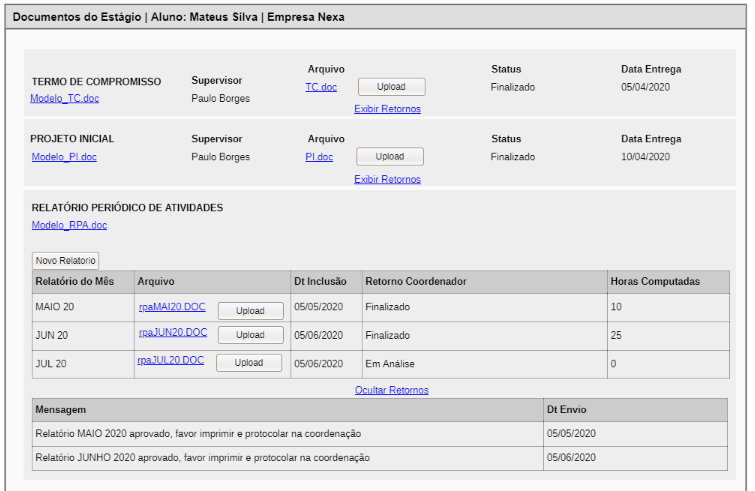 Documentos do Estágio | Aluno: Mateus Silva | Empresa Nexa
TERMO DE COMPROMISSO Supervisor Arquivo Status Data Entrega
Modelo_TC.doc Paulo Borges TC.doc Upload Finalizado 05/04/2020
Exibir Retornos
PROJETO INICIAL Supervisor Arquivo Status Data Entrega
Modelo_PI.doc Paulo Borges PI.doc Upload Finalizado 10/04/2020
Exibir Retornos
RELATÓRIO PERIÓDICO DE ATIVIDADES
Modelo_RPA.doc
Novo Relatorio
Relatório do Mês Arquivo Dt Inclusão Retorno Coordenador Horas Computadas
MAIO 20 rpaMAI20.DOC Upload 05/05/2020 Finalizado 10
JUN 20 rpaJUN20.DOC Upload 05/06/2020 Finalizado 25
JUL 20 rpaJUL20.DOC Upload 05/06/2020 Em Análise 0
Ocultar Retornos
Mensagem Dt Envio
Relatório MAIO 2020 aprovado, favor imprimir e protocolar na coordenação 05/05/2020
Relatório JUNHO 2020 aprovado, favor imprimir e protocolar na coordenação 05/06/2020